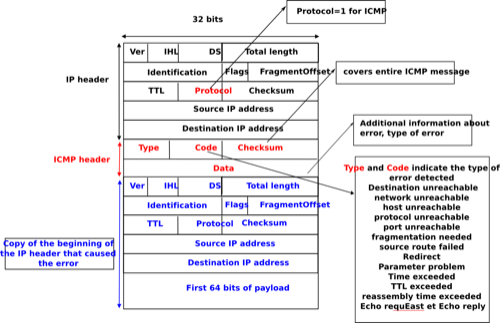 32 bits
Protocol=1 for ICMP
Ver IHL DS Total length
IP header
Identification Flags FragmentOffset
covers entire ICMP message
TTL Protocol Checksum
Source IP address
Additional information about
error, type of error
Destination IP address
Type Code Checksum
ICMP header
Data
Type and Code indicate the type of
error detected
Destination unreachable
network unreachable
host unreachable
protocol unreachable
port unreachable
fragmentation needed
source route failed
Redirect
Parameter problem
Time exceeded
TTL exceeded
reassembly time exceeded
Echo requEast et Echo reply
Ver IHL DS Total length
Identification Flags FragmentOffset
TTL Protocol Checksum
Copy of the beginning of
the IP header that caused
the error
Source IP address
Destination IP address
First 64 bits of payload